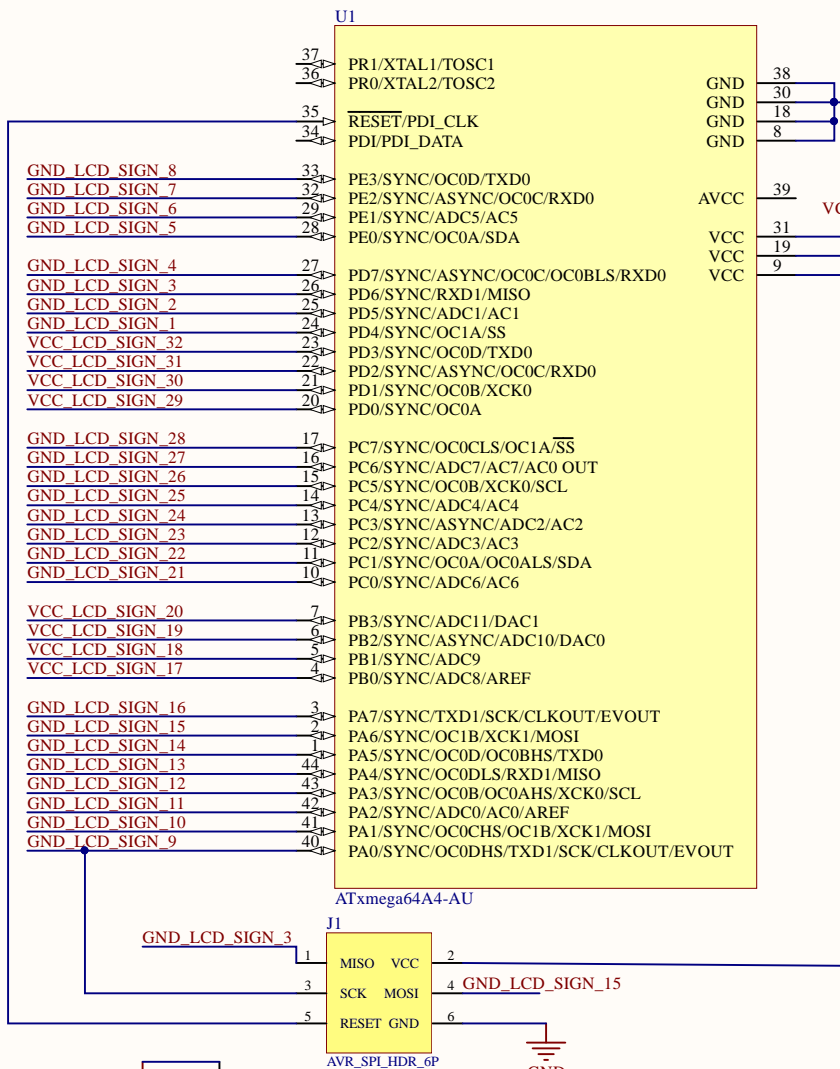 U1
37 PR1/XTAL1/TOSC1
36 PR0/XTAL2/TOSC2
GND 38
GND 30
35 RESET/PDI_CLK GND 18
34 PDI/PDI_DATA GND 8
GND_LCD_SIGN_8 33 PE3/SYNC/OC0D/TXD0
GND_LCD_SIGN_7 32 PE2/SYNC/ASYNC/OC0C/RXD0 AVCC 39
GND_LCD_SIGN_6 29 PE1/SYNC/ADC5/AC5
GND_LCD_SIGN_5 28 PE0/SYNC/OC0A/SDA VCC 31
VCC 19
GND_LCD_SIGN_4 27 PD7/SYNC/ASYNC/OC0C/OC0BLS/RXD0 VCC 9
GND_LCD_SIGN_3 26 PD6/SYNC/RXD1/MISO
GND_LCD_SIGN_2 25 PD5/SYNC/ADC1/AC1
GND_LCD_SIGN_1 24 PD4/SYNC/OC1A/SS
VCC_LCD_SIGN_32 23 PD3/SYNC/OC0D/TXD0
VCC_LCD_SIGN_31 22 PD2/SYNC/ASYNC/OC0C/RXD0
VCC_LCD_SIGN_30 21 PD1/SYNC/OC0B/XCK0
VCC_LCD_SIGN_29 20 PD0/SYNC/OC0A
GND_LCD_SIGN_28 17 PC7/SYNC/OC0CLS/OC1A/SS
GND_LCD_SIGN_27 16 PC6/SYNC/ADC7/AC7/AC0 OUT
GND_LCD_SIGN_26 15 PC5/SYNC/OC0B/XCK0/SCL
GND_LCD_SIGN_25 14 PC4/SYNC/ADC4/AC4
GND_LCD_SIGN_24 13 PC3/SYNC/ASYNC/ADC2/AC2
GND_LCD_SIGN_23 12 PC2/SYNC/ADC3/AC3
GND_LCD_SIGN_22 11 PC1/SYNC/OC0A/OC0ALS/SDA
GND_LCD_SIGN_21 10 PC0/SYNC/ADC6/AC6
VCC_LCD_SIGN_20 7 PB3/SYNC/ADC11/DAC1
VCC_LCD_SIGN_19 6 PB2/SYNC/ASYNC/ADC10/DAC0
VCC_LCD_SIGN_18 5 PB1/SYNC/ADC9
VCC_LCD_SIGN_17 4 PB0/SYNC/ADC8/AREF
GND_LCD_SIGN_16 3 PA7/SYNC/TXD1/SCK/CLKOUT/EVOUT
GND_LCD_SIGN_15 2 PA6/SYNC/OC1B/XCK1/MOSI
GND_LCD_SIGN_14 1 PA5/SYNC/OC0D/OC0BHS/TXD0
GND_LCD_SIGN_13 44 PA4/SYNC/OC0DLS/RXD1/MISO
GND_LCD_SIGN_12 43 PA3/SYNC/OC0B/OC0AHS/XCK0/SCL
GND_LCD_SIGN_11 42 PA2/SYNC/ADC0/AC0/AREF
GND_LCD_SIGN_10 41 PA1/SYNC/OC0CHS/OC1B/XCK1/MOSI
GND_LCD_SIGN_9 40 PA0/SYNC/OC0DHS/TXD1/SCK/CLKOUT/EVOUT
ATxmega64A4-AU
J1
GND_LCD_SIGN_3 1 MISO VCC 2
3 SCK MOSI 4 GND_LCD_SIGN_15
5 RESET GND 6
AVR_SPI_HDR_6P